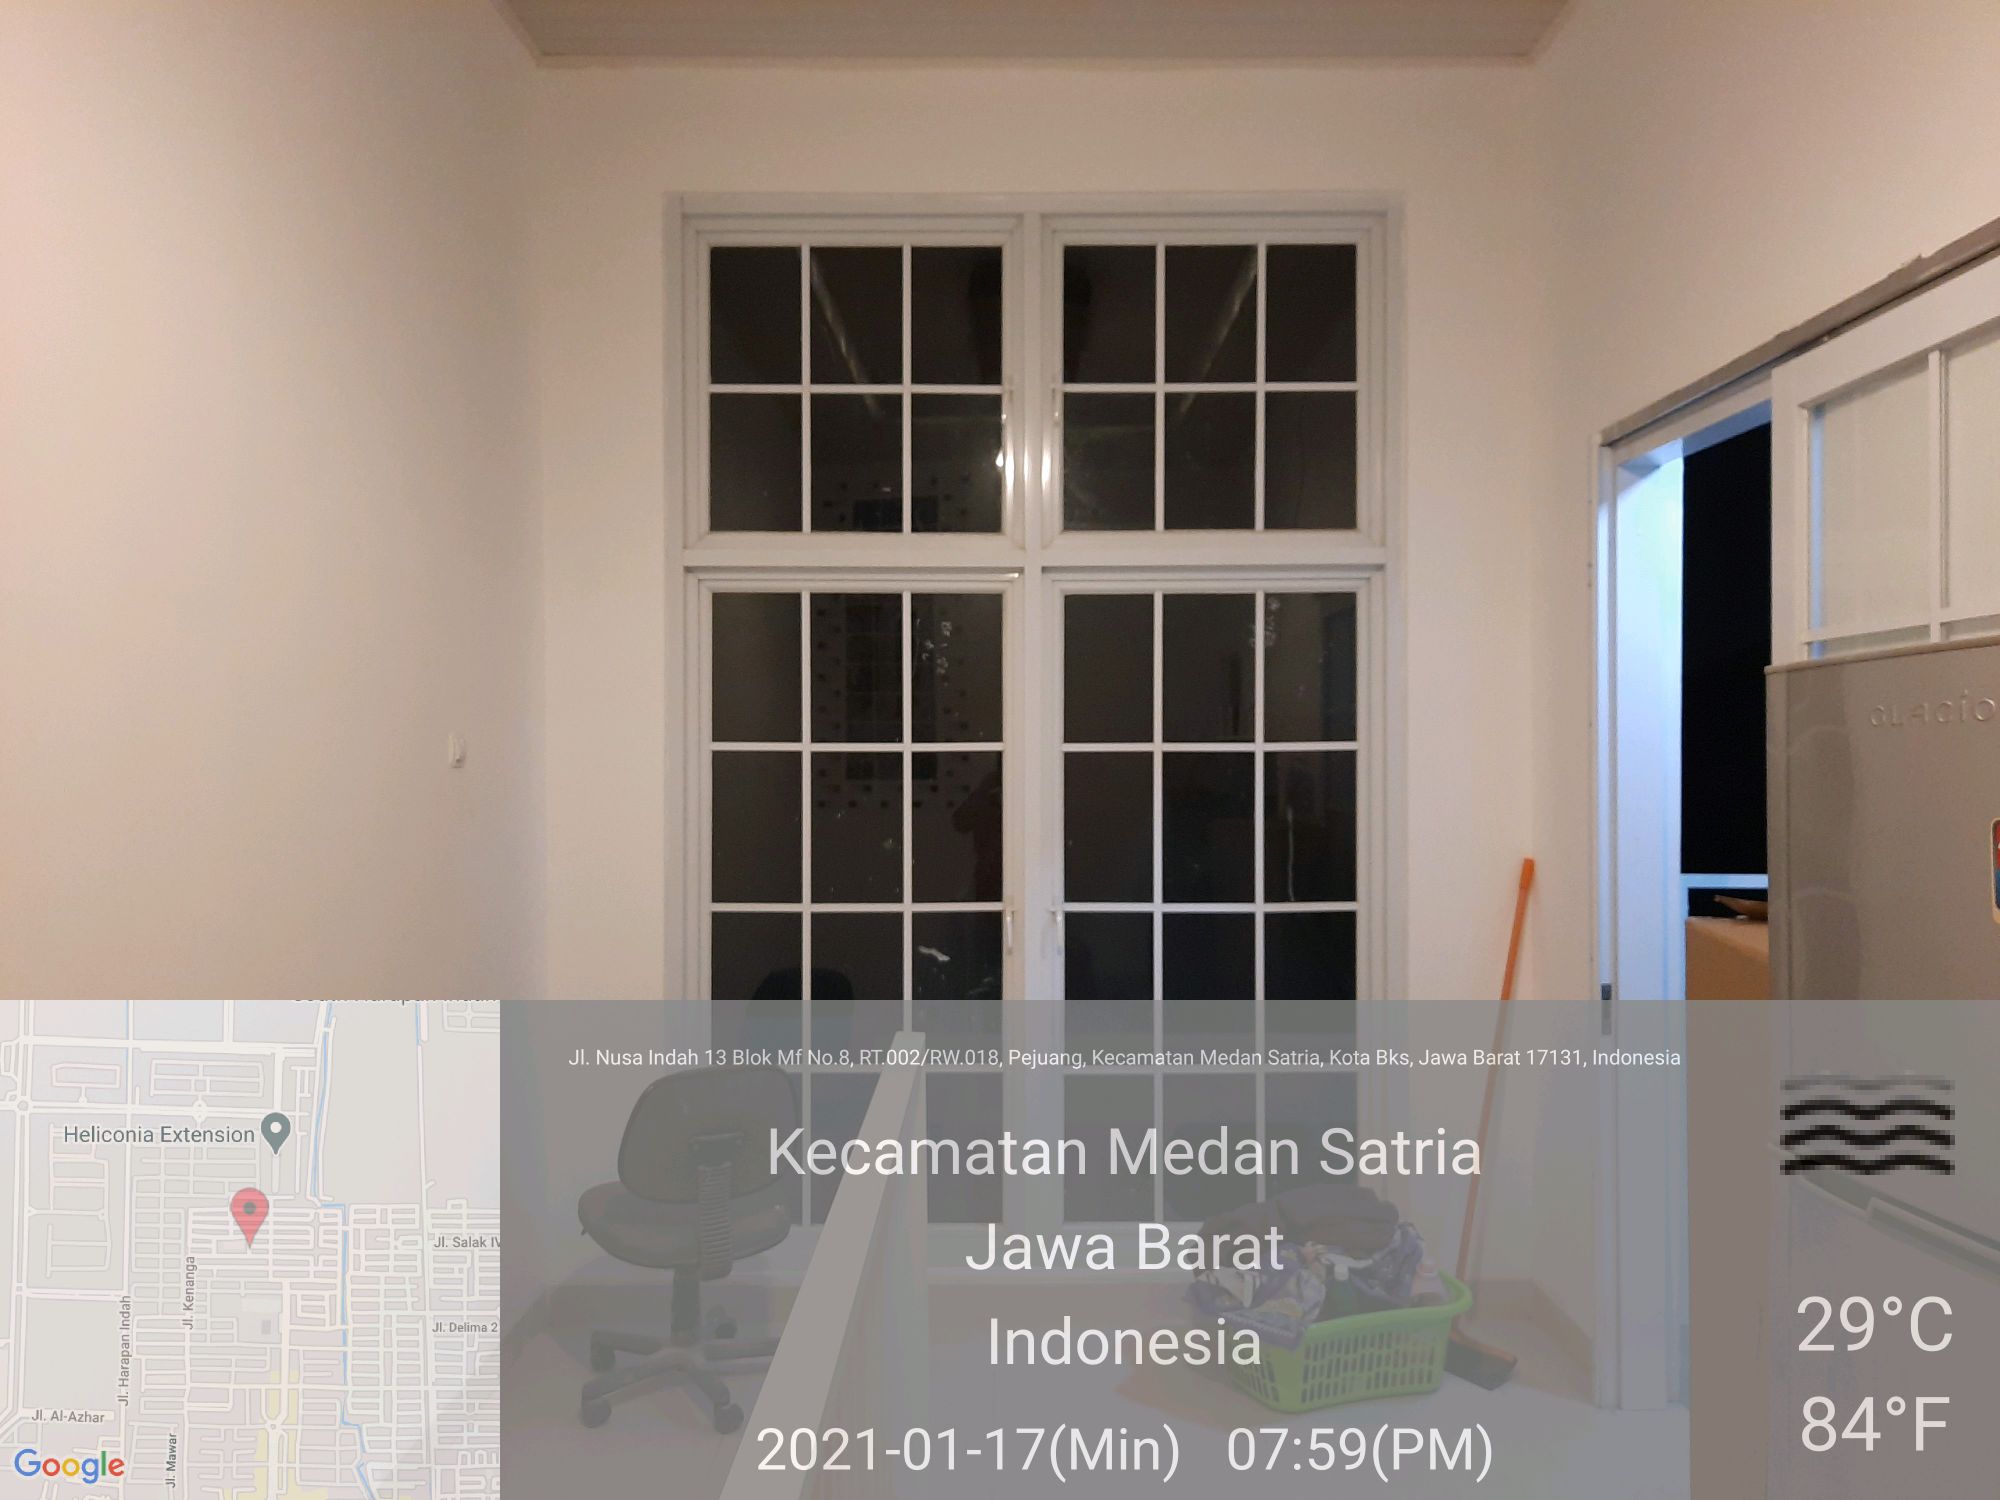 GLACIO
Jl. Nusa Indah 13 Blok Mf No.8, RT.002/RW.018, Pejuang, Kecamatan Medan Satria, Kota Bks, Jawa Barat 17131, Indonesia
Kecamatan Medan Satria
Jawa Barat
Indonesia
2021-01-17(Min) 07:59(PM)
29°C
84°F
Heliconia Extension
Jl. Salak IV
Jl. Kenanga
Jl. Harapan Indah
Jl. Delima 2
Jl. Al-Azhar
Jl. Mawar
Google